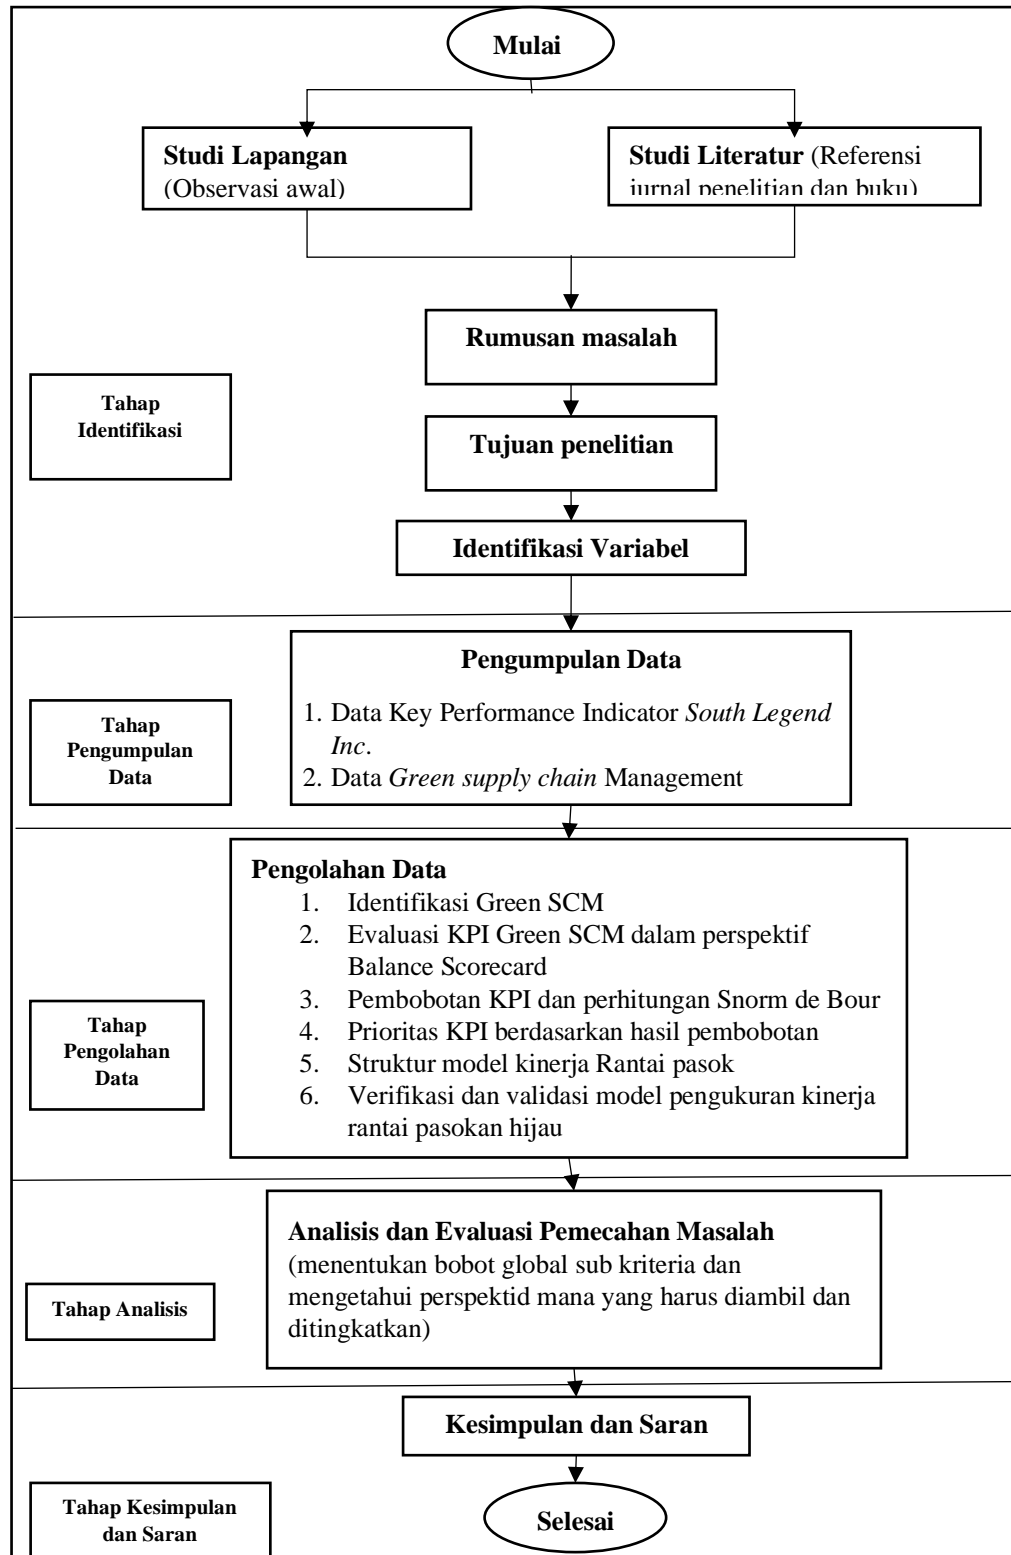 Mulai
Studi Lapangan
(Observasi awal)
Studi Literatur (Referensi
jurnal penelitian dan buku)
Rumusan masalah
Tahap
Identifikasi
Tujuan penelitian
Identifikasi Variabel
Pengumpulan Data
1. Data Key Performance Indicator South Legend
Inc.
2. Data Green supply chain Management
Tahap
Pengumpulan
Data
Pengolahan Data
1. Identifikasi Green SCM
2. Evaluasi KPI Green SCM dalam perspektif
Balance Scorecard
3. Pembobotan KPI dan perhitungan Snorm de Bour
4. Prioritas KPI berdasarkan hasil pembobotan
5. Struktur model kinerja Rantai pasok
6. Verifikasi dan validasi model pengukuran kinerja
rantai pasokan hijau
Tahap
Pengolahan
Data
Analisis dan Evaluasi Pemecahan Masalah
(menentukan bobot global sub kriteria dan
mengetahui perspektid mana yang harus diambil dan
ditingkatkan)
Tahap Analisis
Kesimpulan dan Saran
Tahap Kesimpulan
dan Saran
Selesai